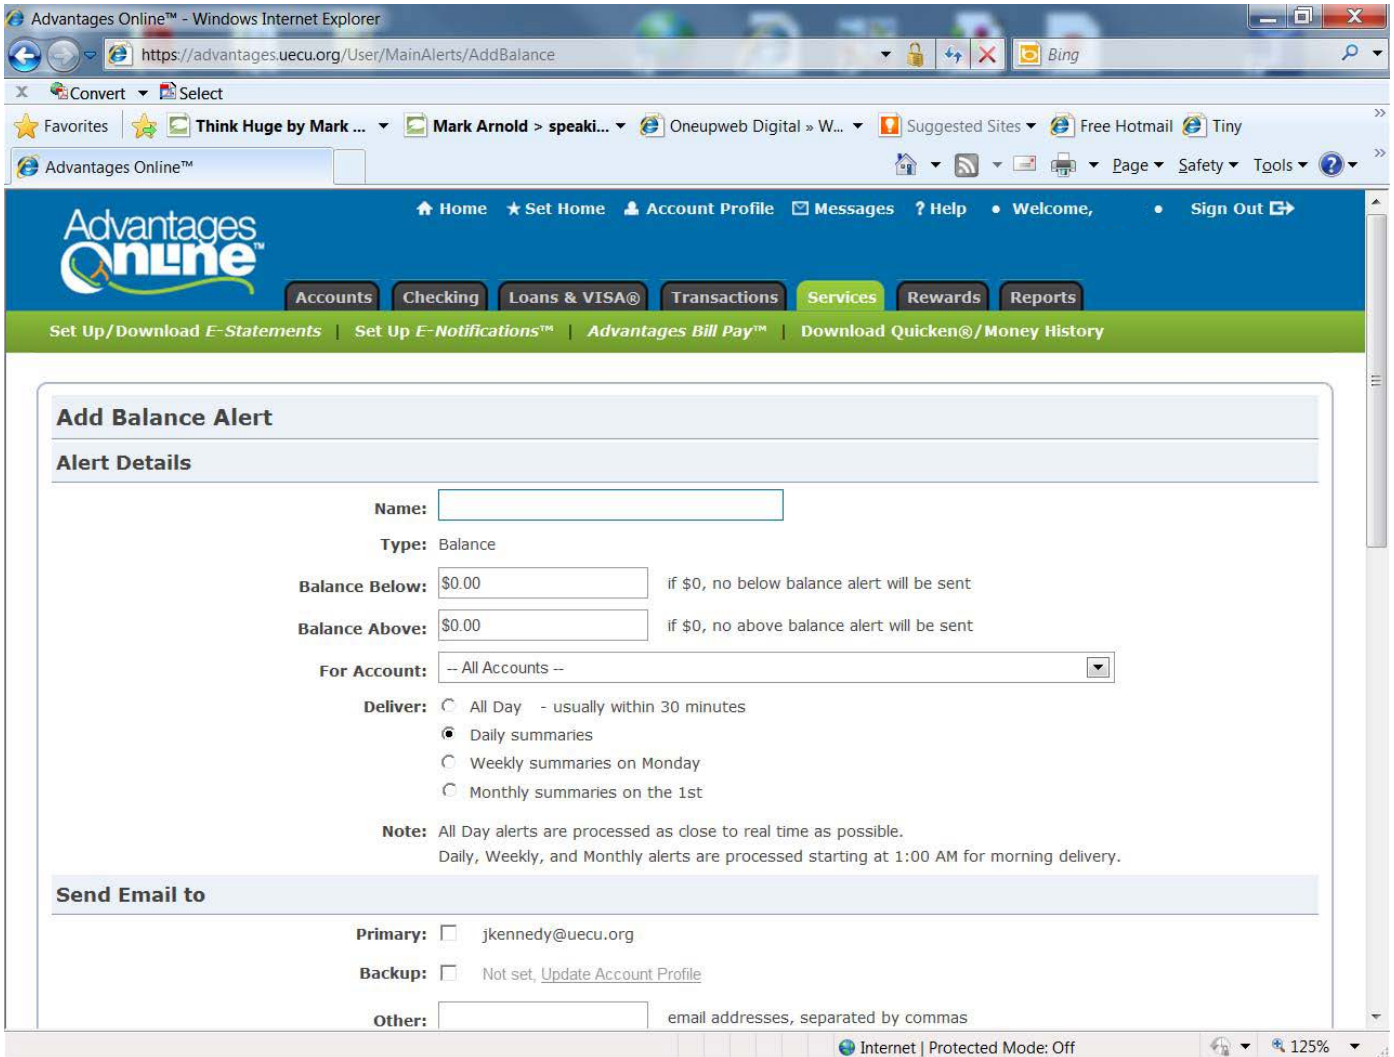 Advantages Online™ - Windows Internet Explorer
https://advantages.uecu.org/User/MainAlerts/AddBalance
Bing
x Convert Select
Favorites Think Huge by Mark ... Mark Arnold > speaki... Oneupweb Digital » W... Suggested Sites Free Hotmail Tiny
Advantages Online™
Page Safety Tools
Home Set Home Account Profile Messages ? Help • Welcome, • Sign Out
Advantages
Online™
Accounts Checking Loans & VISA® Transactions Services Rewards Reports
Set Up/Download E-Statements | Set Up E-Notifications™ | Advantages Bill Pay™ | Download Quicken®/Money History
Add Balance Alert
Alert Details
Name:
Type: Balance
Balance Below: $0.00 if $0, no below balance alert will be sent
Balance Above: $0.00 if $0, no above balance alert will be sent
For Account: -- All Accounts --
Deliver: All Day - usually within 30 minutes
Daily summaries
Weekly summaries on Monday
Monthly summaries on the 1st
Note: All Day alerts are processed as close to real time as possible.
Daily, Weekly, and Monthly alerts are processed starting at 1:00 AM for morning delivery.
Send Email to
Primary: jkennedy@uecu.org
Backup: Not set, Update Account Profile
Other: email addresses, separated by commas
Internet | Protected Mode: Off
125%